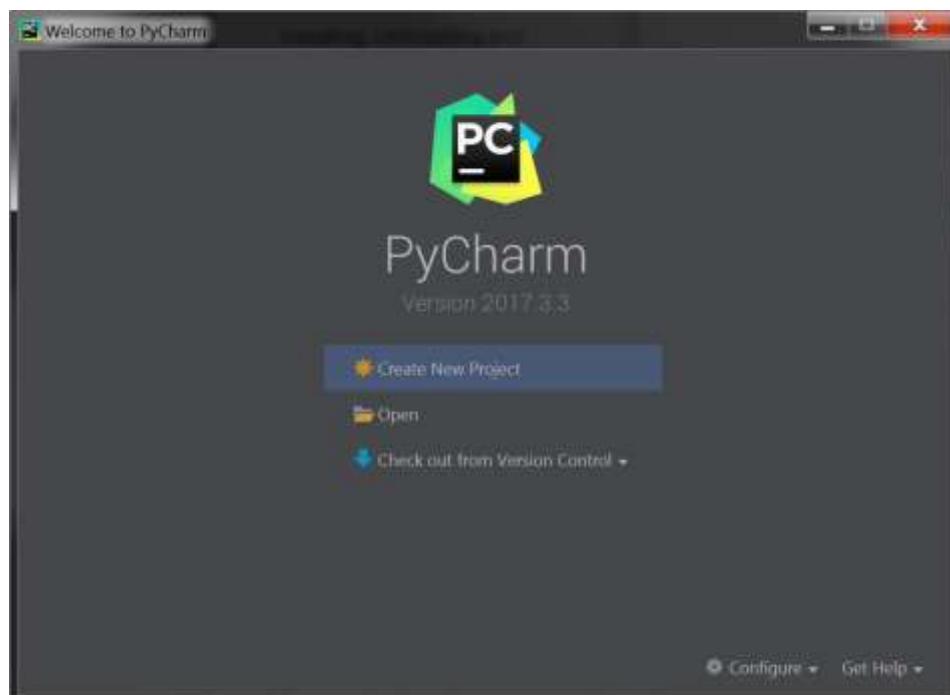 Welcome to PyCharm
PC
PyCharm
Version 2017.3.3
Create New Project
Open
Check out from Version Control
Configure
Get Help